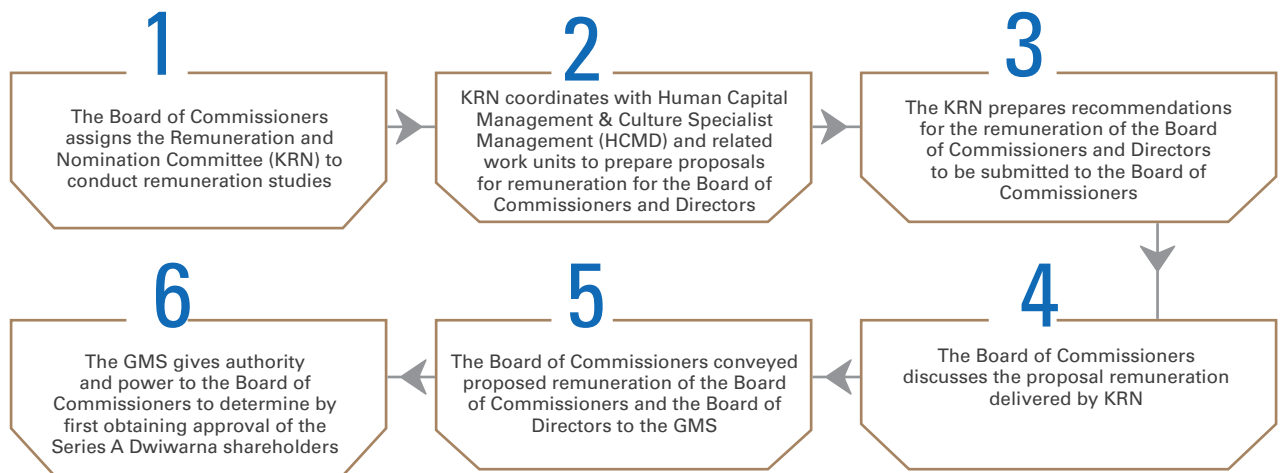 1
The Board of Commissioners
assigns the Remuneration and
Nomination Committee (KRN) to
conduct remuneration studies
2
KRN coordinates with Human Capital
Management & Culture Specialist
Management (HCMD) and related
work units to prepare proposals
for remuneration for the Board of
Commissioners and Directors
3
The KRN prepares recommendations
for the remuneration of the Board
of Commissioners and Directors
to be submitted to the Board of
Commissioners
4
The Board of Commissioners
discusses the proposal remuneration
delivered by KRN
5
The Board of Commissioners conveyed
proposed remuneration of the Board
of Commissioners and the Board of
Directors to the GMS
6
The GMS gives authority
and power to the Board of
Commissioners to determine by
first obtaining approval of the
Series A Dwiwarna shareholders